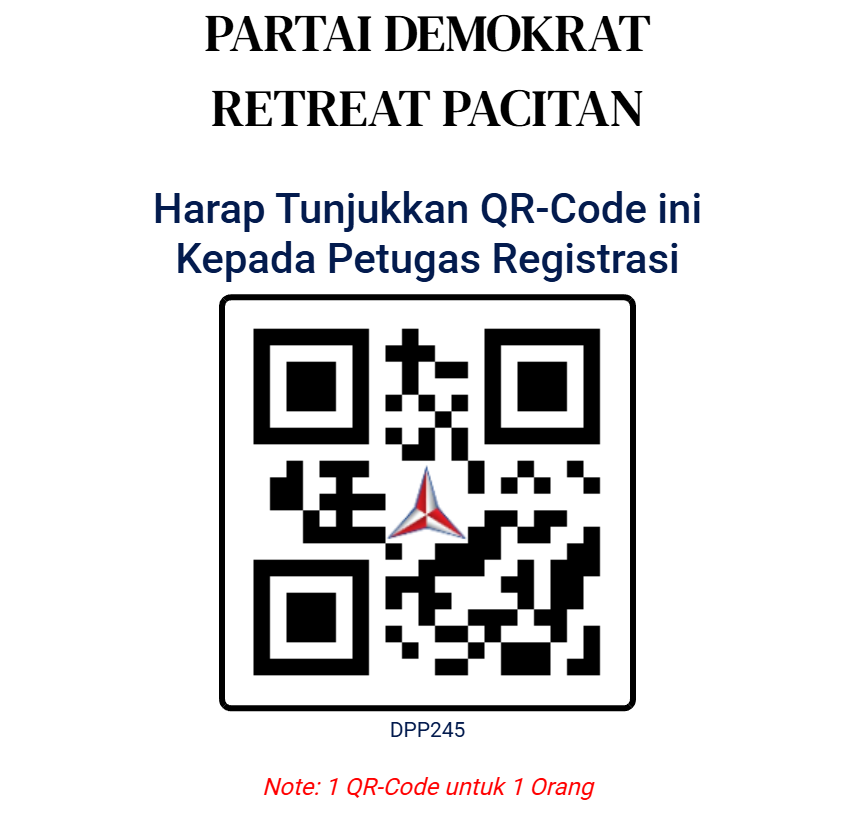 PARTAI DEMOKRAT
RETREAT PACITAN
Harap Tunjukkan QR-Code ini
Kepada Petugas Registrasi
DPP245
Note: 1 QR-Code untuk 1 Orang